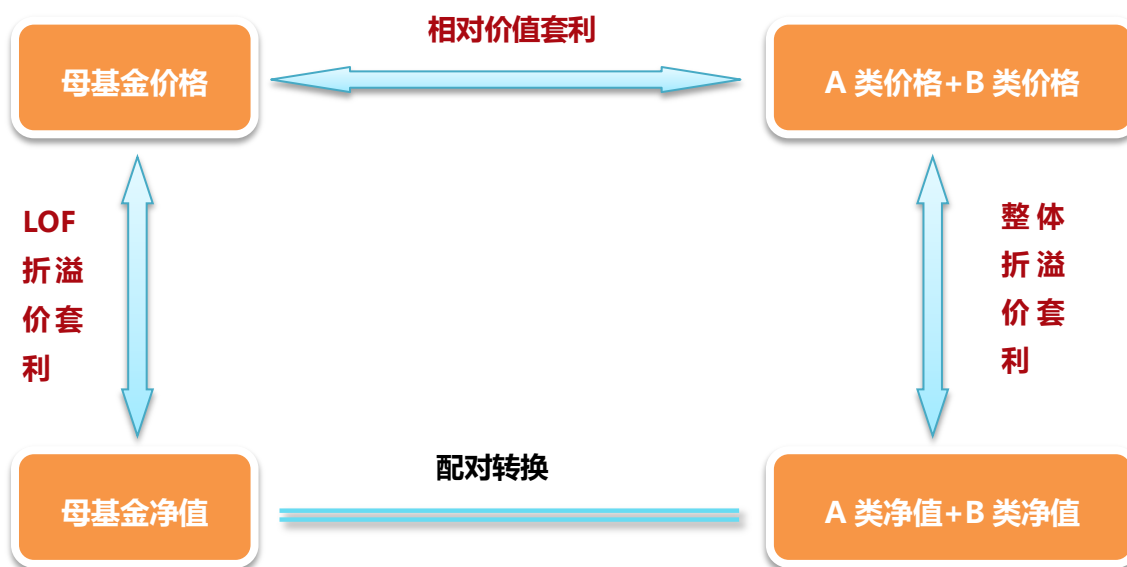 相对价值套利
母基金价格
A 类价格+B 类价格
LOF
折溢
价套
利
整体
折溢
价套
利
配对转换
母基金净值
A 类净值+B 类净值